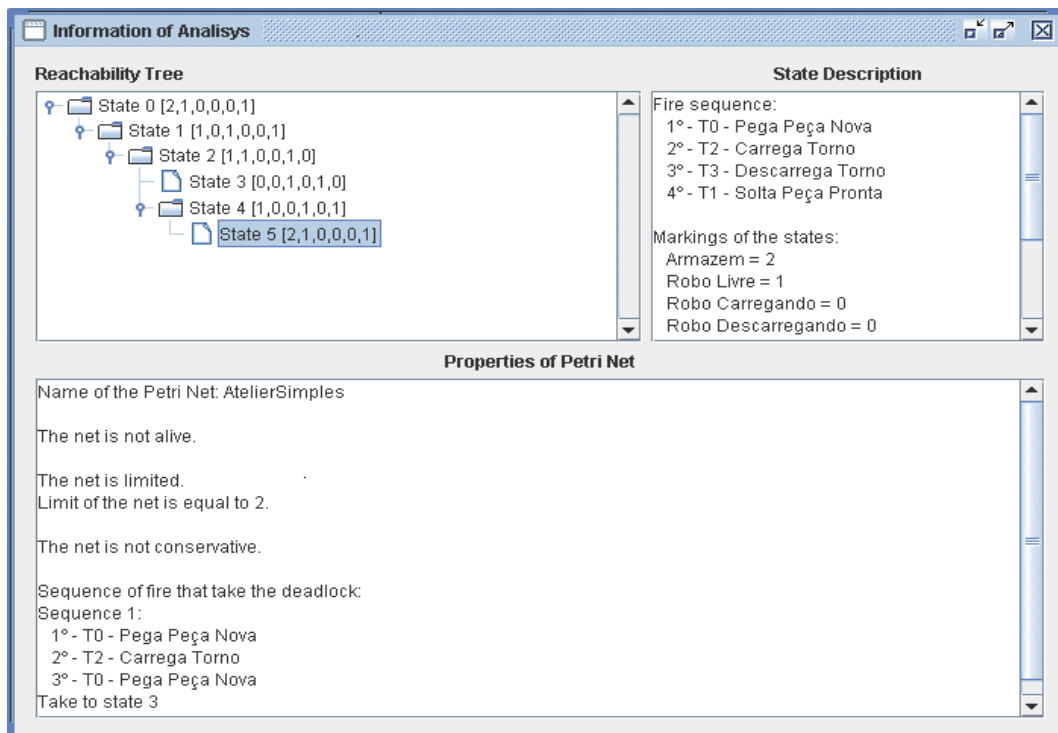 Information of Analisys
Reachability Tree
State 0 [2,1,0,0,0,1]
State 1 [1,0,1,0,0,1]
State 2 [1,1,0,0,1,0]
State 3 [0,0,1,0,1,0]
State 4 [1,0,0,1,0,1]
State 5 [2,1,0,0,0,1]
State Description
Fire sequence:
1º - T0 - Pega Peça Nova
2º - T2 - Carrega Torno
3º - T3 - Descarrega Torno
4º - T1 - Solta Peça Pronta
Markings of the states:
Armazem = 2
Robo Livre = 1
Robo Carregando = 0
Robo Descarregando = 0
Properties of Petri Net
Name of the Petri Net: AtelierSimples
The net is not alive.
The net is limited.
Limit of the net is equal to 2.
The net is not conservative.
Sequence of fire that take the deadlock:
Sequence 1:
1º - T0 - Pega Peça Nova
2º - T2 - Carrega Torno
3º - T0 - Pega Peça Nova
Take to state 3